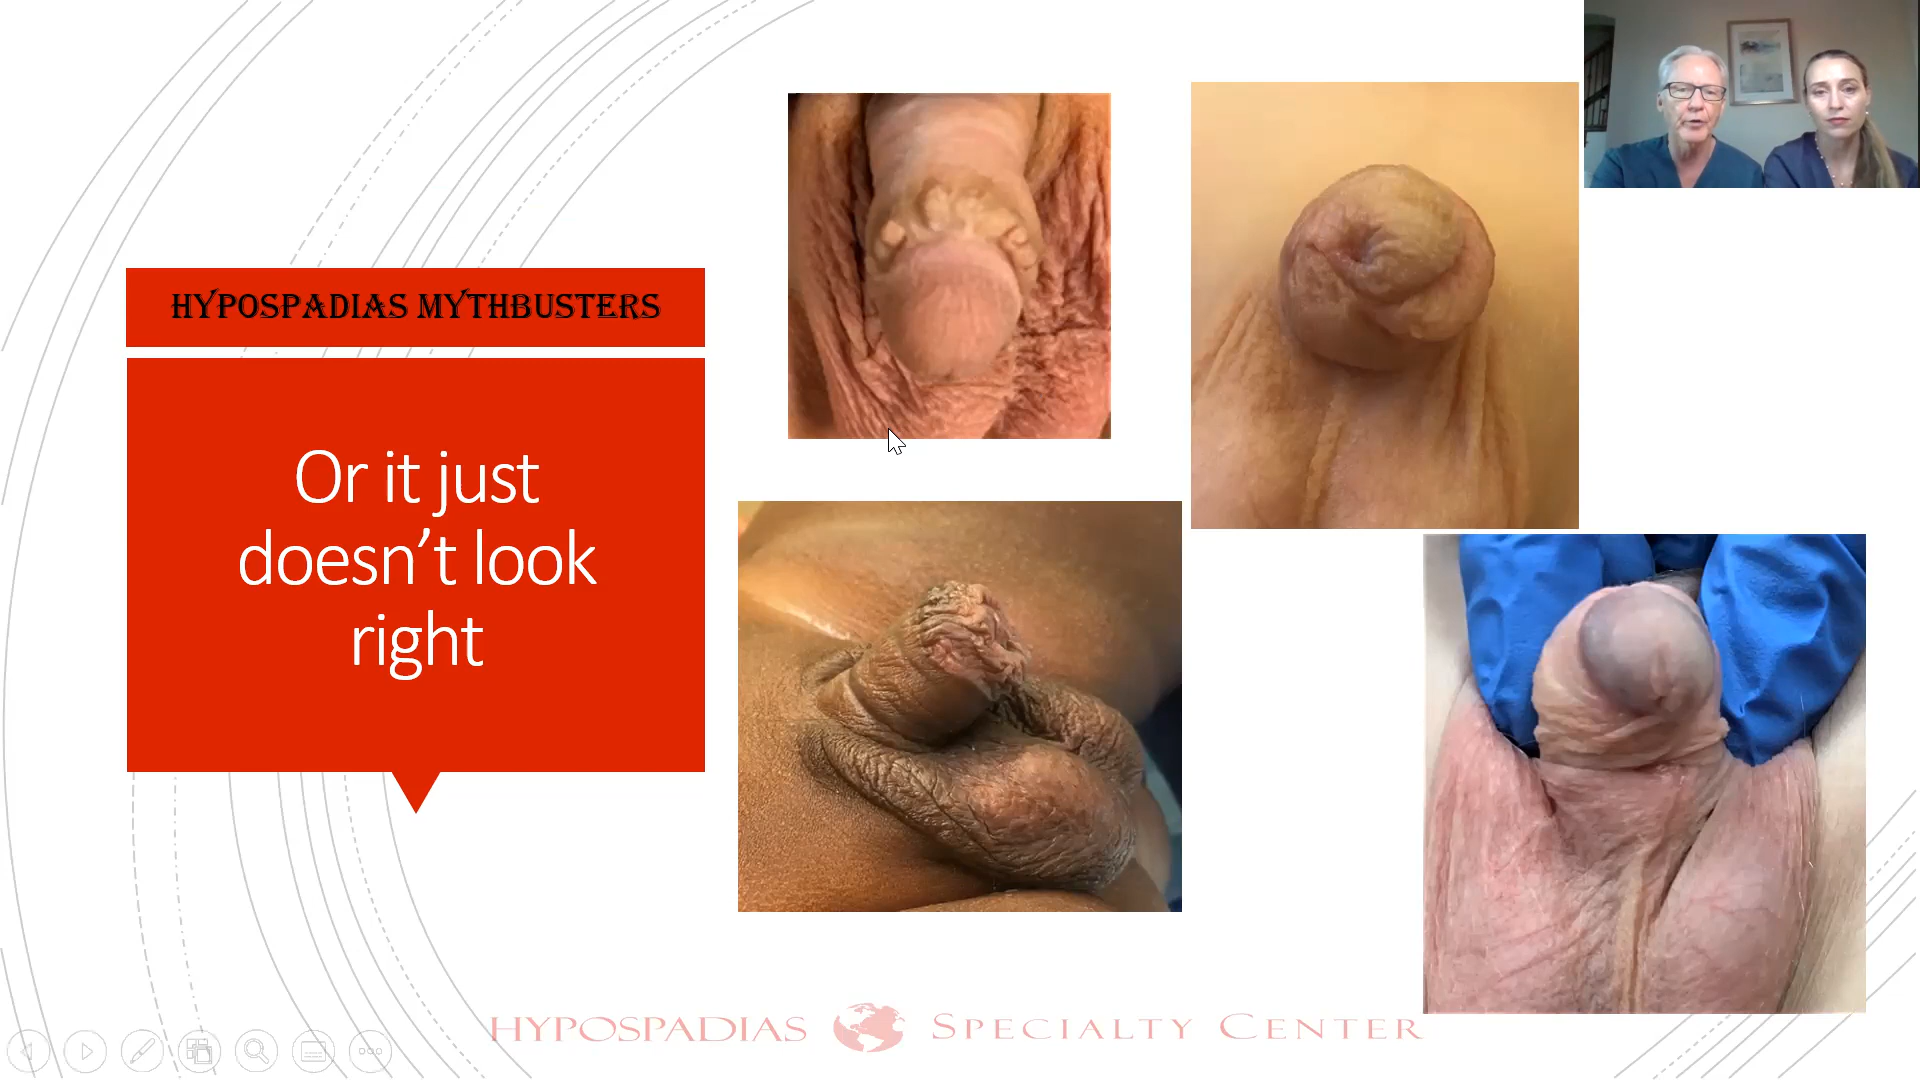 HYPOSPADIAS MYTHBUSTERS
Or it just
doesn’t look
right
HYPOSPADIAS SPECIALTY CENTER